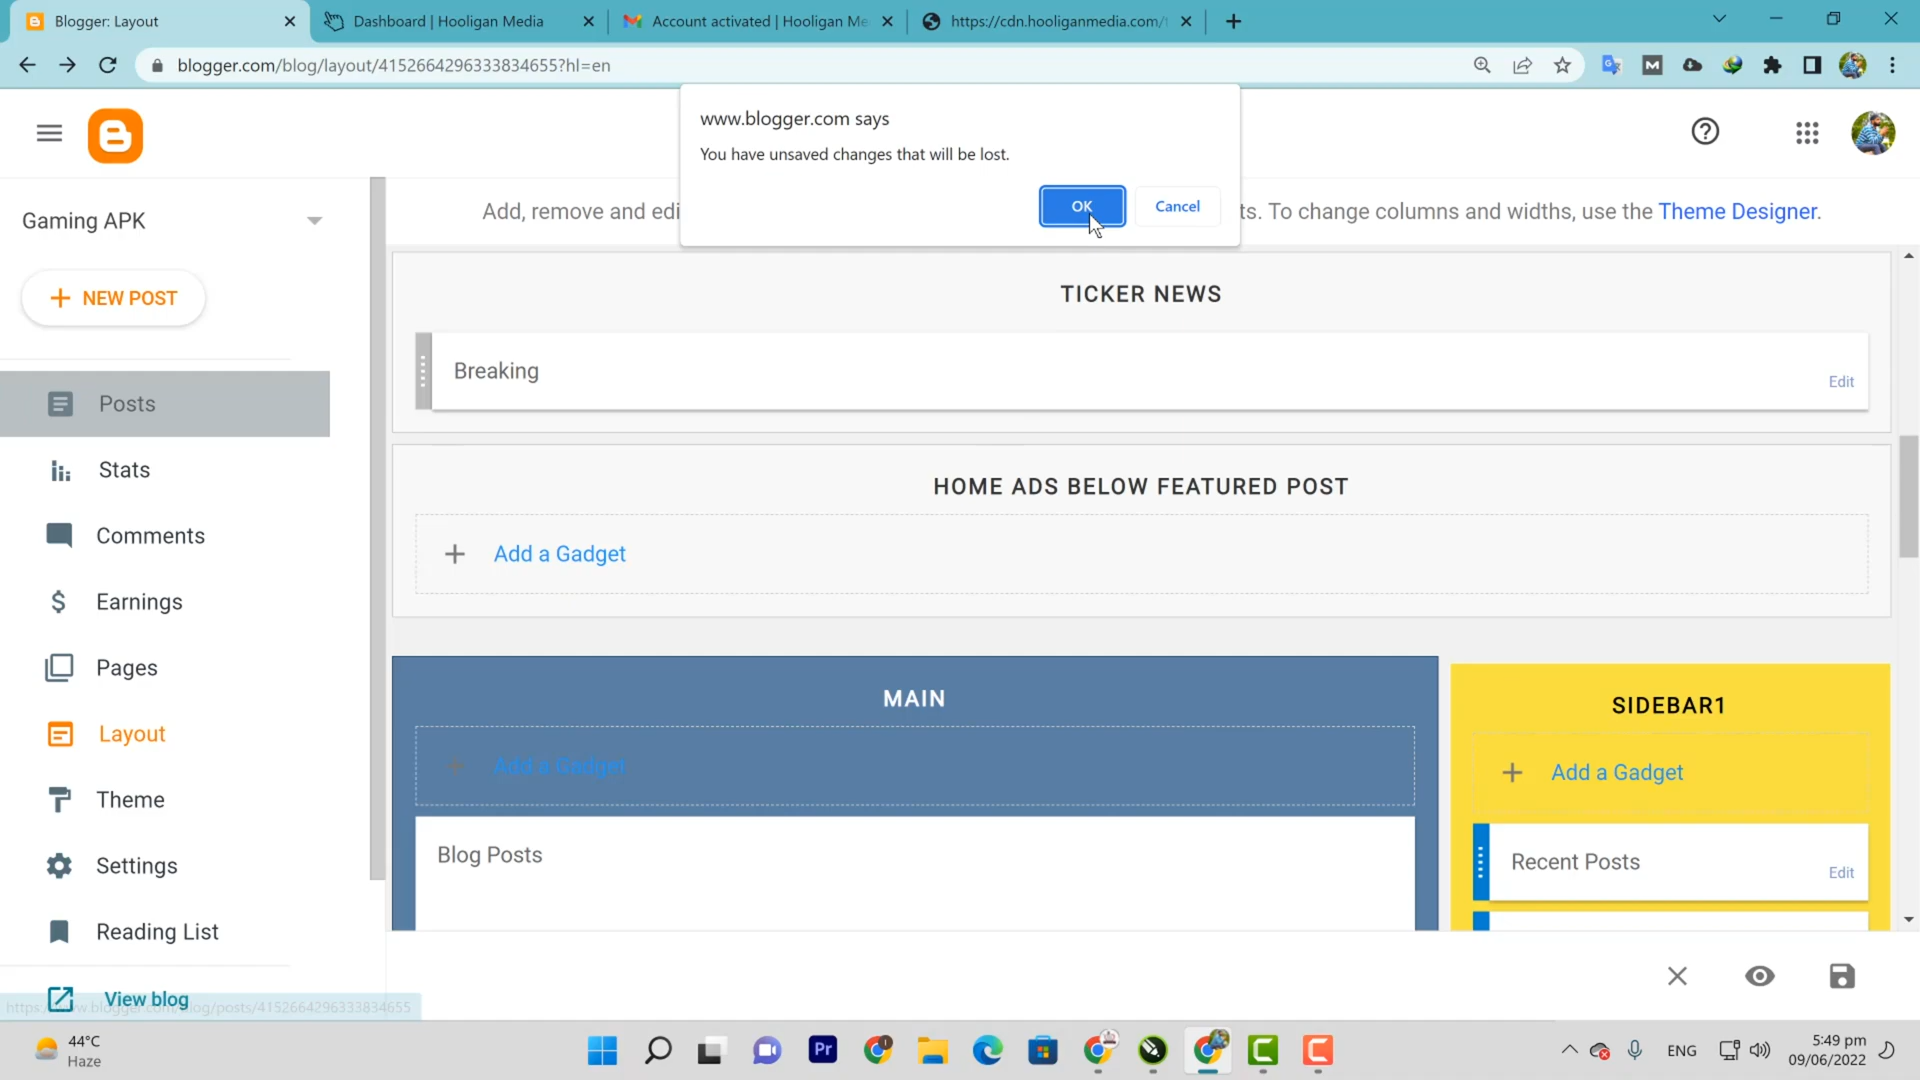 Blogger: Layout
Dashboard | Hooligan Media
Account activated | Hooligan Me
https://cdn.hooliganmedia.com/
blogger.com/blog/layout/4152664296333834655?hl=en
www.blogger.com says
You have unsaved changes that will be lost.
OK
Cancel
Gaming APK
Add, remove and edi
ts. To change columns and widths, use the Theme Designer.
NEW POST
TICKER NEWS
Breaking
Edit
Posts
Stats
Comments
Earnings
Pages
Layout
Theme
Settings
Reading List
View blog
HOME ADS BELOW FEATURED POST
Add a Gadget
MAIN
Add a Gadget
Blog Posts
SIDEBAR1
Add a Gadget
Recent Posts
Edit
44°C
Haze
Pr
ENG
5:49 pm
09/06/2022